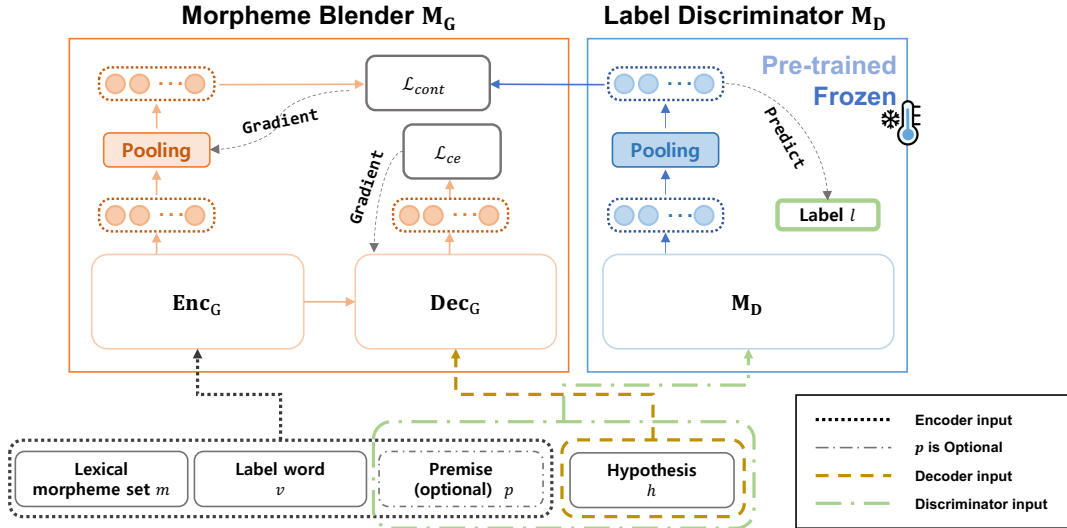 Morpheme Blender M_G
Label Discriminator M_D
ℒ_cont
Pre-trained
Frozen
Gradient
Predict
Pooling
ℒ_ce
Pooling
Gradient
Label l
Enc_G
Dec_G
M_D
Encoder input
p is Optional
Decoder input
Discriminator input
Lexical
morpheme set m
Label word
v
Premise
(optional) p
Hypothesis
h